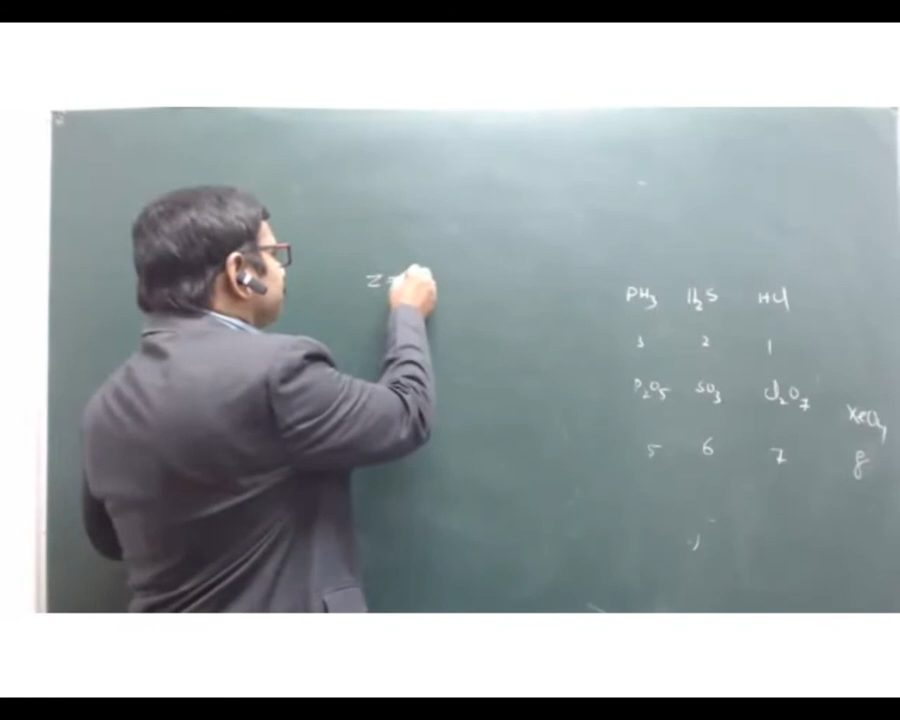 Z =
PH3 H2S HCl
3 2 1
P2O5 SO3 Cl2O7
XeO4
5 6 7 8